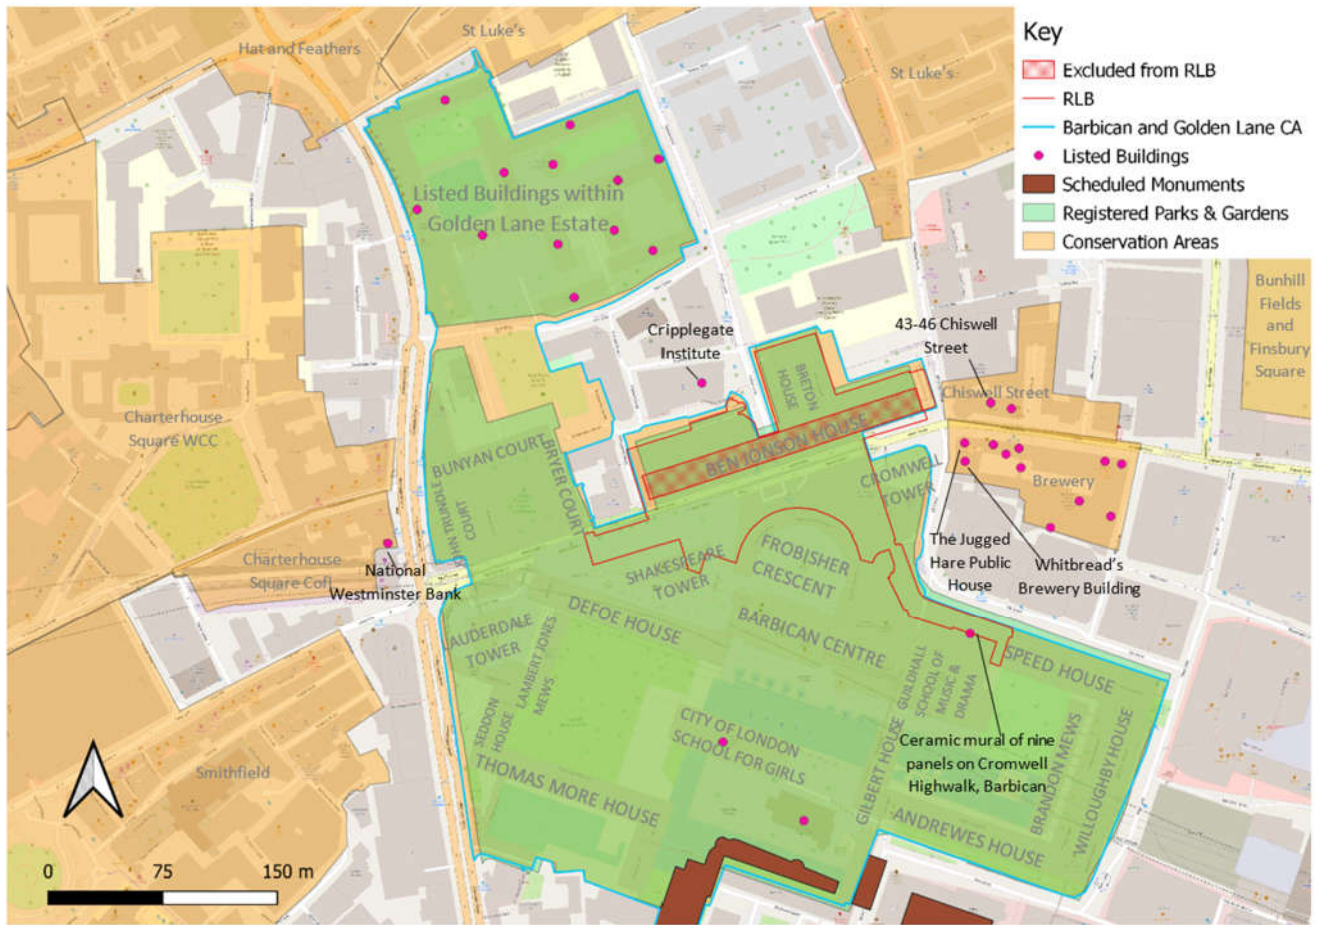 St Luke's
Hat and Feathers
St Luke's
Key
Excluded from RLB
RLB
Barbican and Golden Lane CA
Listed Buildings
Scheduled Monuments
Registered Parks & Gardens
Conservation Areas
Listed Buildings within
Golden Lane Estate
Bunhill
Fields
and
Finsbury
Square
Cripplegate
Institute
43-46 Chiswell
Street
BRETON
HOUSE
Chiswell Street
Charterhouse
Square WCC
BEN JONSON HOUSE
BUNYAN COURT
BRYER COURT
JOHN TRUNDLE
COURT
CROMWELL
TOWER
Brewery
The Jugged
Hare Public
House
Whitbread's
Brewery Building
Charterhouse
Square Cofl
National
Westminster Bank
SHAKESPEARE
TOWER
FROBISHER
CRESCENT
DEFOE HOUSE
BARBICAN CENTRE
LAUDERDALE
TOWER
LAMBERT JONES
MEWS
SEDDON
HOUSE
GUILDHALL
SCHOOL OF
MUSIC &
DRAMA
SPEED HOUSE
CITY OF LONDON
SCHOOL FOR GIRLS
GILBERT HOUSE
Ceramic mural of nine
panels on Cromwell
Highwalk, Barbican
BRANDON MEWS
WILLOUGHBY HOUSE
Smithfield
THOMAS MORE HOUSE
ANDREWES HOUSE
0 75 150 m